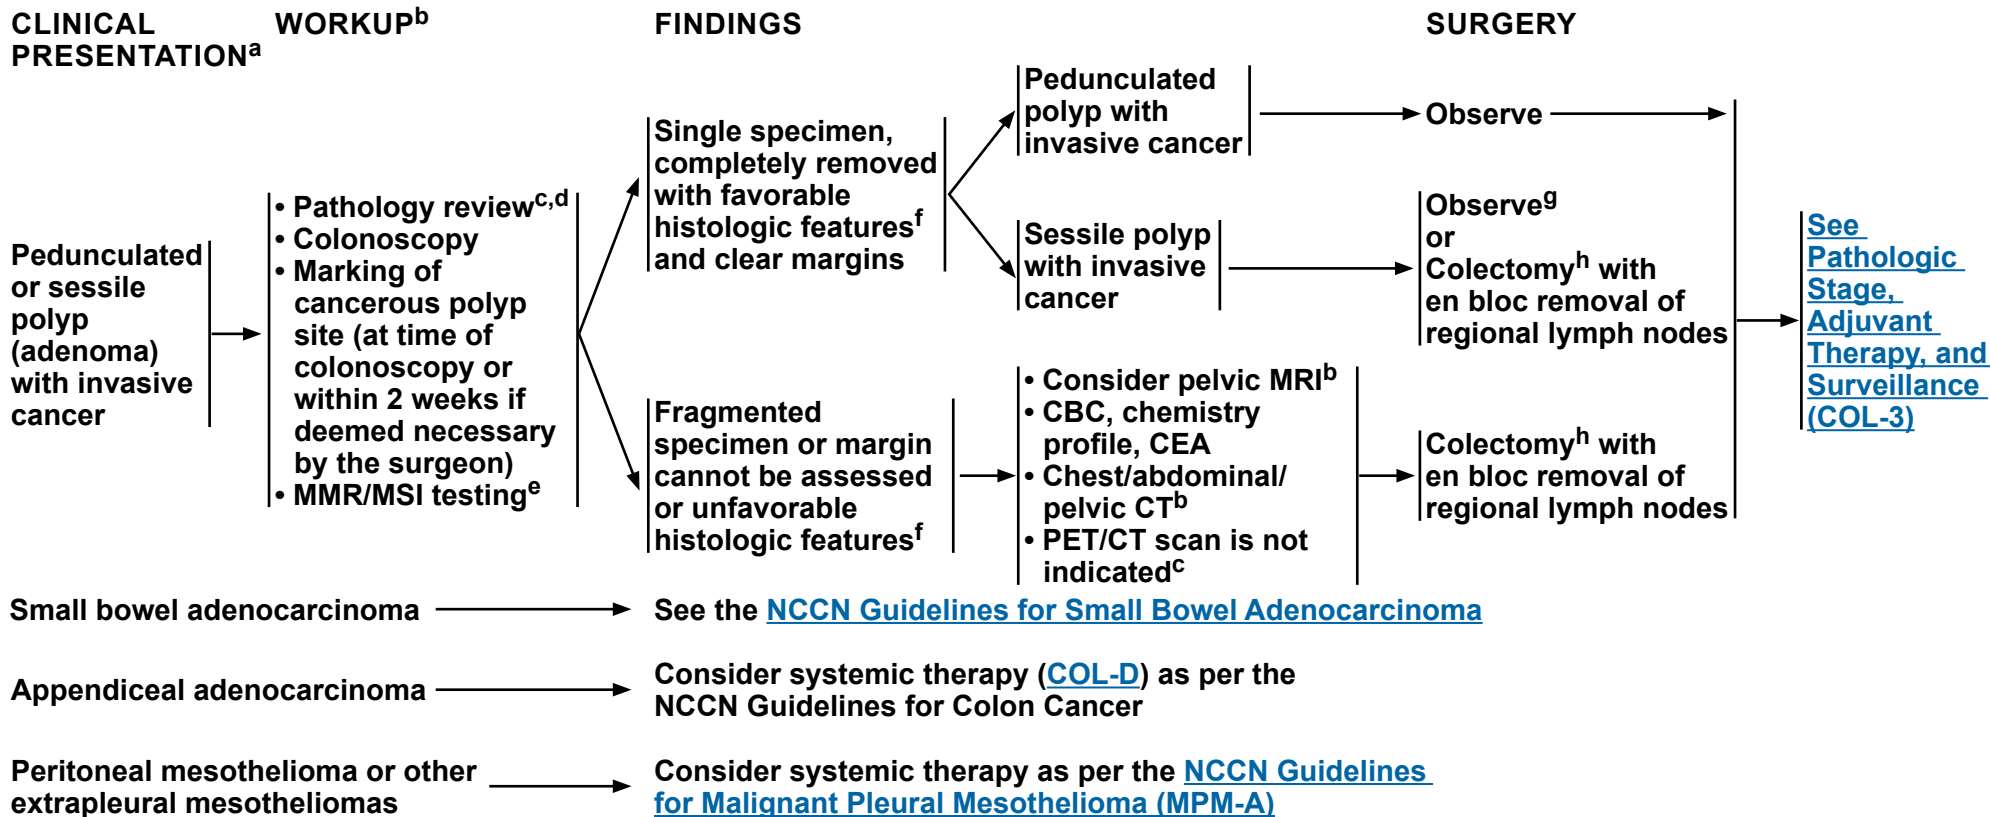 CLINICAL
PRESENTATIONa
WORKUPb
FINDINGS
SURGERY
Pedunculated
or sessile
polyp
(adenoma)
with invasive
cancer
• Pathology reviewc,d
• Colonoscopy
• Marking of
cancerous polyp
site (at time of
colonoscopy or
within 2 weeks if
deemed necessary
by the surgeon)
• MMR/MSI testinge
Single specimen,
completely removed
with favorable
histologic featuresf
and clear margins
Fragmented
specimen or margin
cannot be assessed
or unfavorable
histologic featuresf
Pedunculated
polyp with
invasive cancer
Sessile polyp
with invasive
cancer
• Consider pelvic MRIb
• CBC, chemistry
profile, CEA
• Chest/abdominal/
pelvic CTb
• PET/CT scan is not
indicatedc
Observe
Observeg
or
Colectomyh with
en bloc removal of
regional lymph nodes
Colectomyh with
en bloc removal of
regional lymph nodes
See
Pathologic
Stage,
Adjuvant
Therapy, and
Surveillance
(COL-3)
Small bowel adenocarcinoma
See the NCCN Guidelines for Small Bowel Adenocarcinoma
Appendiceal adenocarcinoma
Consider systemic therapy (COL-D) as per the
NCCN Guidelines for Colon Cancer
Peritoneal mesothelioma or other
extrapleural mesotheliomas
Consider systemic therapy as per the NCCN Guidelines
for Malignant Pleural Mesothelioma (MPM-A)